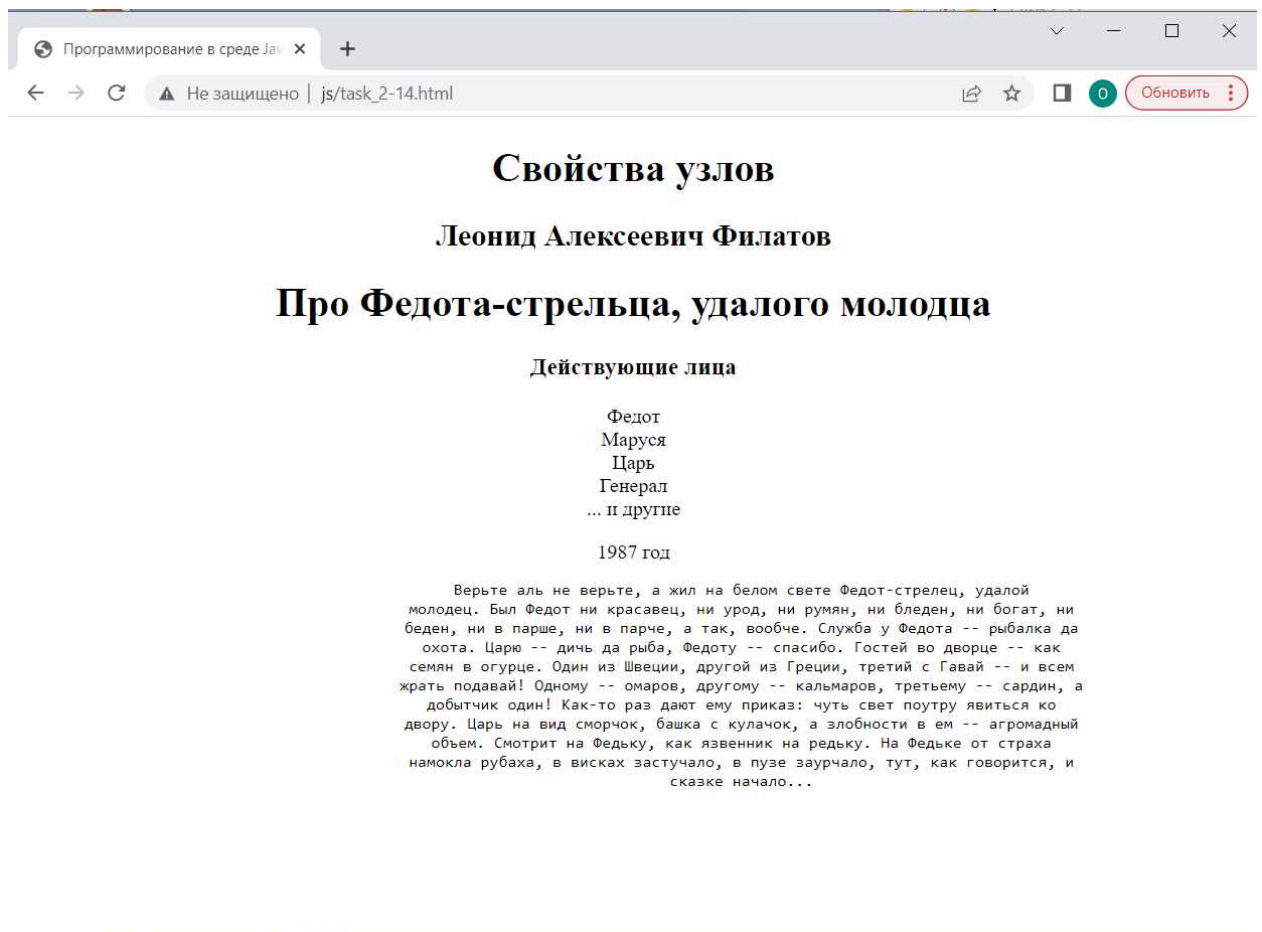 Программирование в среде Jav
Не защищено | js/task_2-14.html
О
Обновить
Свойства узлов
Леонид Алексеевич Филатов
Про Федота-стрельца, удалого молодца
Действующие лица
Федот
Маруся
Царь
Генерал
... и другие
1987 год
Верьте аль не верьте, а жил на белом свете Федот-стрелец, удалой
молодец. Был Федот ни красавец, ни урод, ни румян, ни бледен, ни богат, ни
беден, ни в парше, ни в парче, а так, вообче. Служба у Федота -- рыбалка да
охота. Царю -- дичь да рыба, Федоту -- спасибо. Гостей во дворце -- как
семян в огурце. Один из Швеции, другой из Греции, третий с Гавай -- и всем
жрать подавай! Одному -- омаров, другому -- кальмаров, третьему -- сардин, а
добытчик один! Как-то раз дают ему приказ: чуть свет поутру явиться ко
двору. Царь на вид сморчок, башка с кулачок, а злобности в ем -- агромадный
объем. Смотрит на Федьку, как язвенник на редьку. На Федьке от страха
намокла рубаха, в висках застучало, в пузе заурчало, тут, как говорится, и
сказке начало...